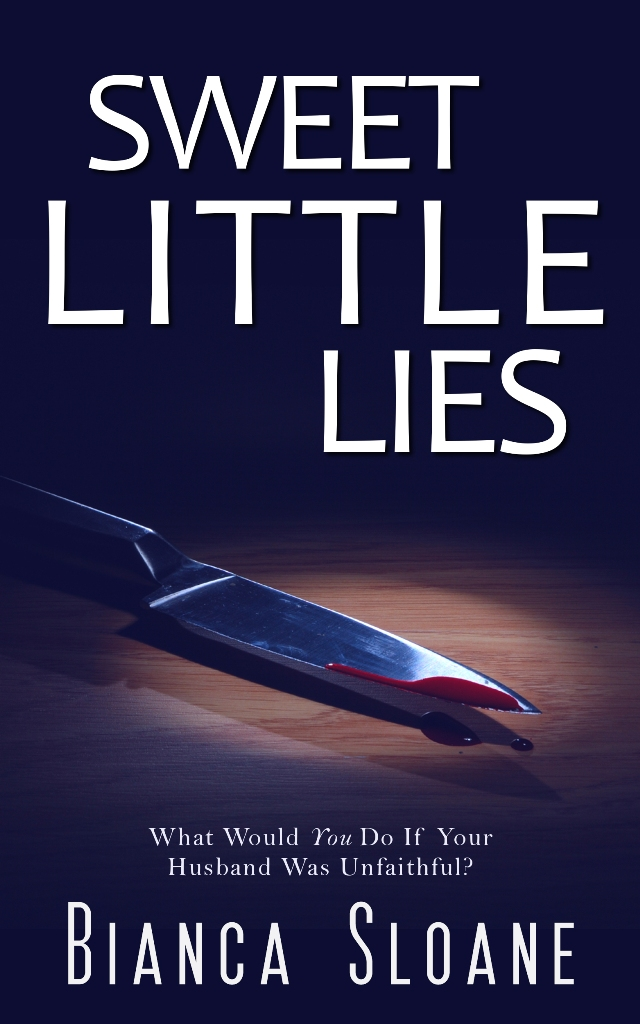 SWEET
LITTLE
LIES
What Would You Do If Your
Husband Was Unfaithful?
Bianca Sloane